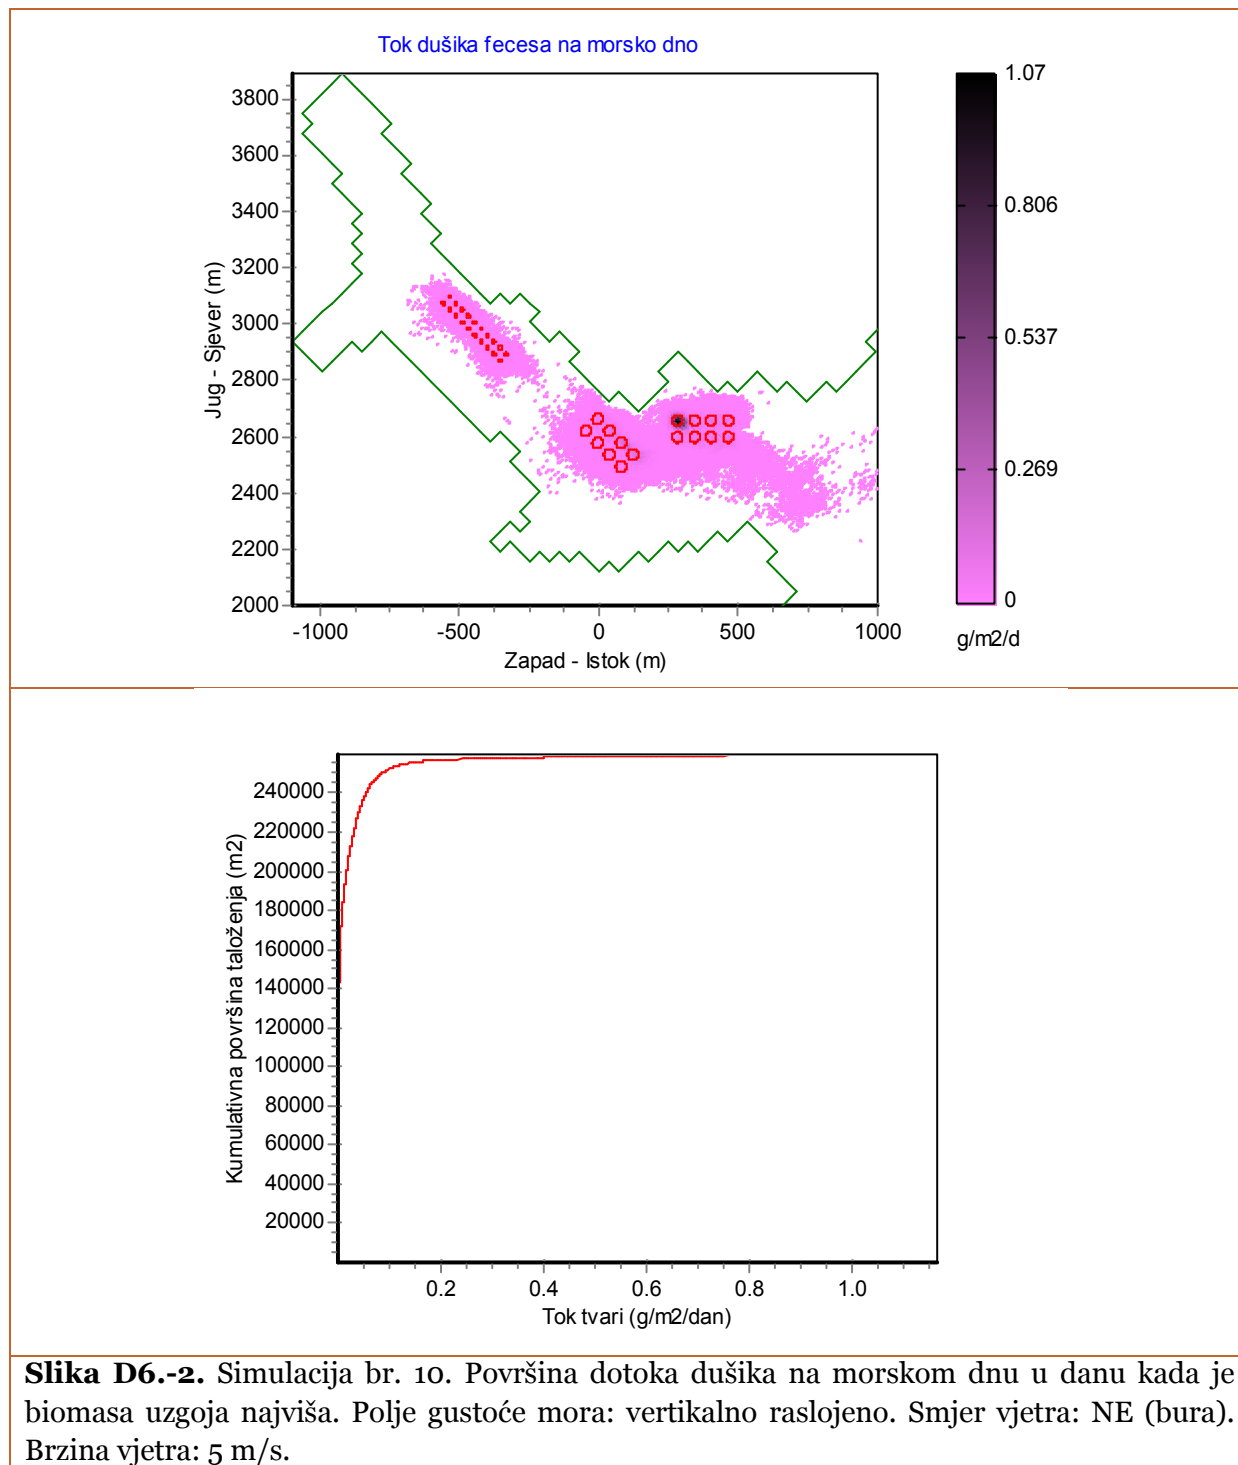 Tok dušika fecesa na morsko dno
3800
3600
3400
3200
3000
2800
2600
2400
2200
2000
Jug - Sjever (m)
-1000 -500 0 500 1000
Zapad - Istok (m)
1.07
0.806
0.537
0.269
0
g/m2/d
240000
220000
200000
180000
160000
140000
120000
100000
80000
60000
40000
20000
Kumulativna površina taloženja (m2)
0.2 0.4 0.6 0.8 1.0
Tok tvari (g/m2/dan)
Slika D6.-2. Simulacija br. 10. Površina dotoka dušika na morskom dnu u danu kada je
biomasa uzgoja najviša. Polje gustoće mora: vertikalno raslojeno. Smjer vjetra: NE (bura).
Brzina vjetra: 5 m/s.